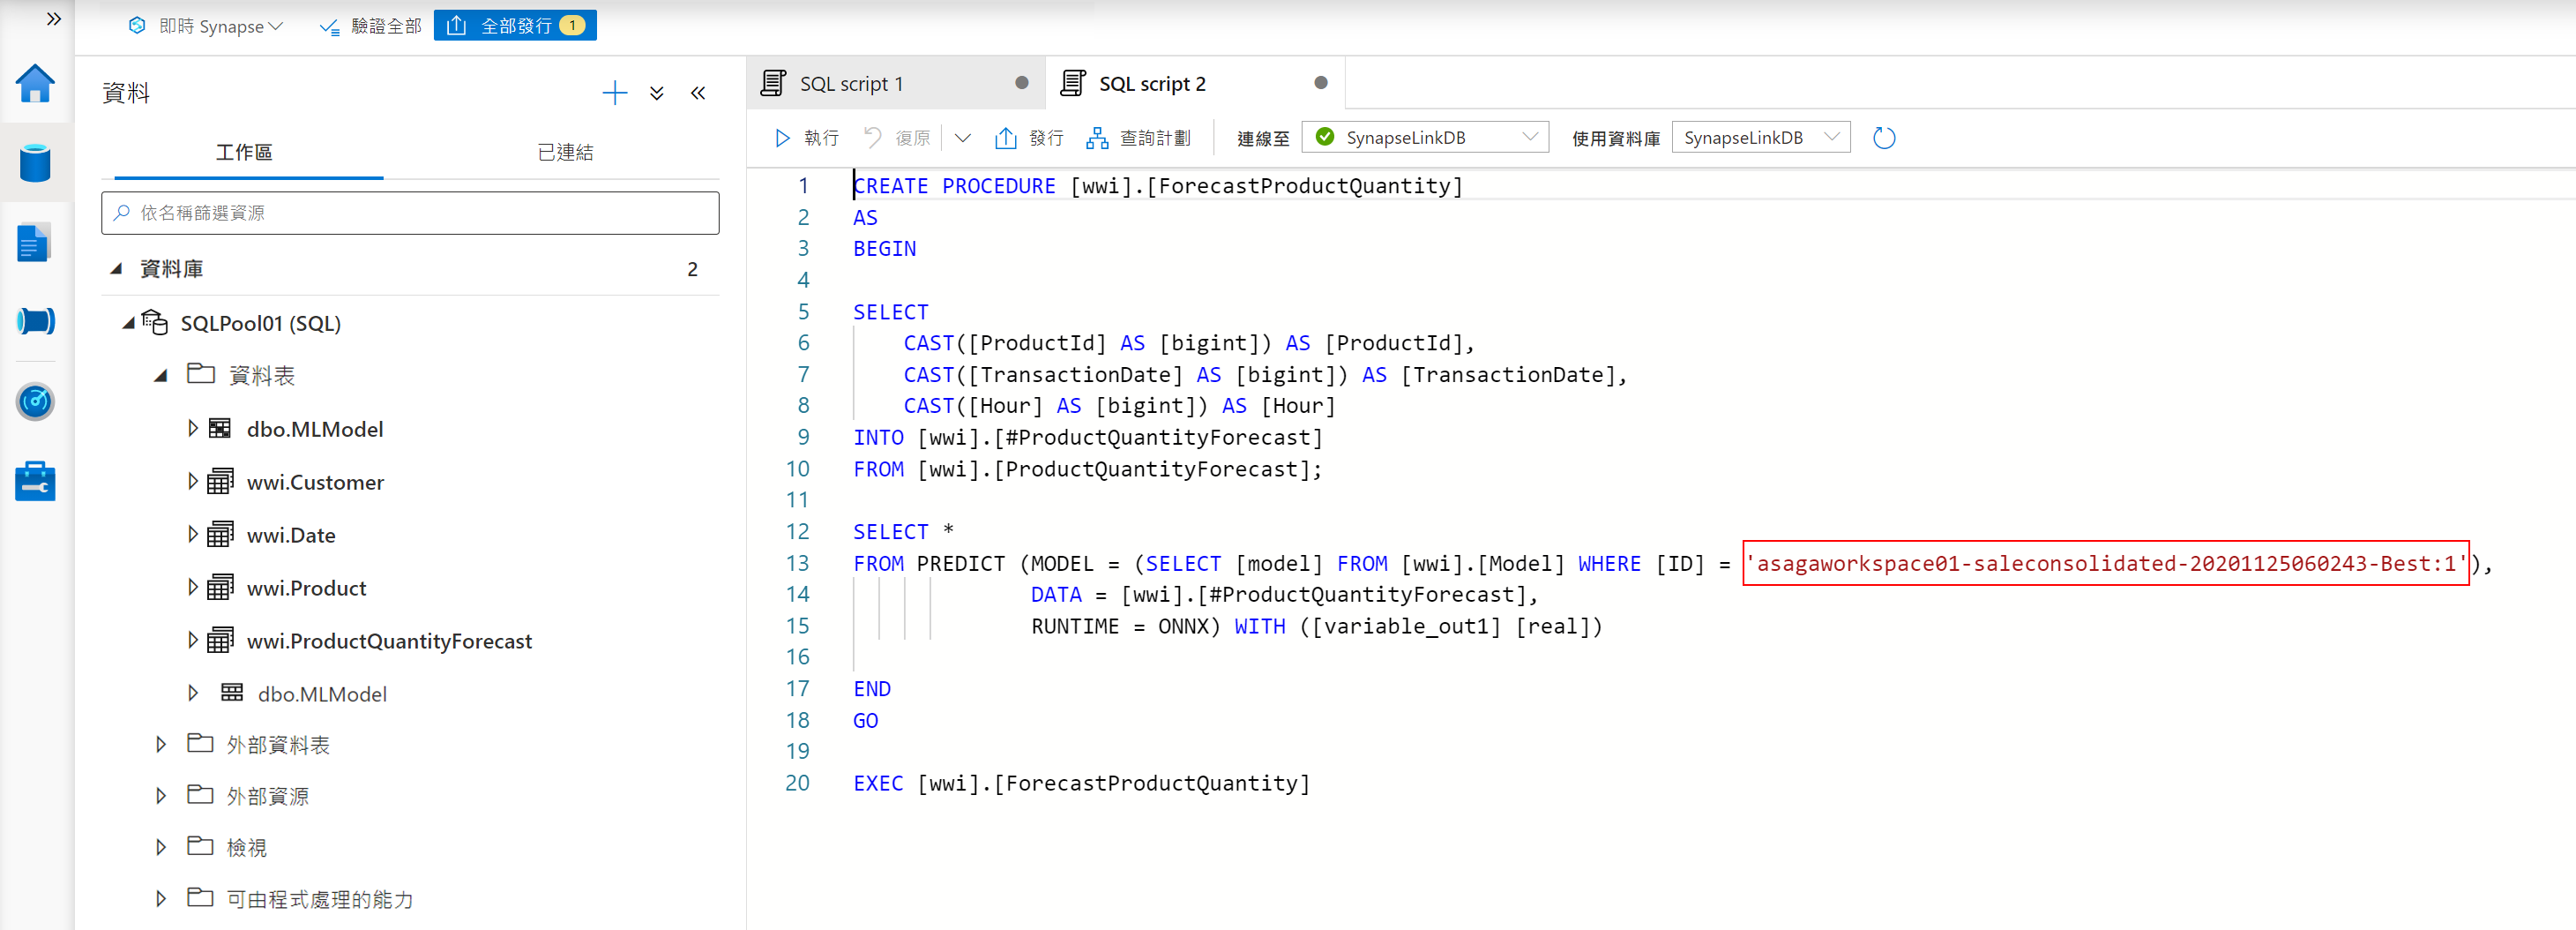 即時 Synapse
驗證全部
全部發行 1
資料
工作區
已連結
依名稱篩選資源
資料庫 2
SQLPool01 (SQL)
資料表
dbo.MLModel
wwi.Customer
wwi.Date
wwi.Product
wwi.ProductQuantityForecast
dbo.MLModel
外部資料表
外部資源
檢視
可由程式處理的能力
SQL script 1
SQL script 2
執行 復原 發行 查詢計劃 連線至 SynapseLinkDB 使用資料庫 SynapseLinkDB
1 CREATE PROCEDURE [wwi].[ForecastProductQuantity]
2 AS
3 BEGIN
4
5 SELECT
6 CAST([ProductId] AS [bigint]) AS [ProductId],
7 CAST([TransactionDate] AS [bigint]) AS [TransactionDate],
8 CAST([Hour] AS [bigint]) AS [Hour]
9 INTO [wwi].[#ProductQuantityForecast]
10 FROM [wwi].[ProductQuantityForecast];
11
12 SELECT *
13 FROM PREDICT (MODEL = (SELECT [model] FROM [wwi].[Model] WHERE [ID] = 'asagaworkspace01-saleconsolidated-20201125060243-Best:1'),
14 DATA = [wwi].[#ProductQuantityForecast],
15 RUNTIME = ONNX) WITH ([variable_out1] [real])
16
17 END
18 GO
19
20 EXEC [wwi].[ForecastProductQuantity]